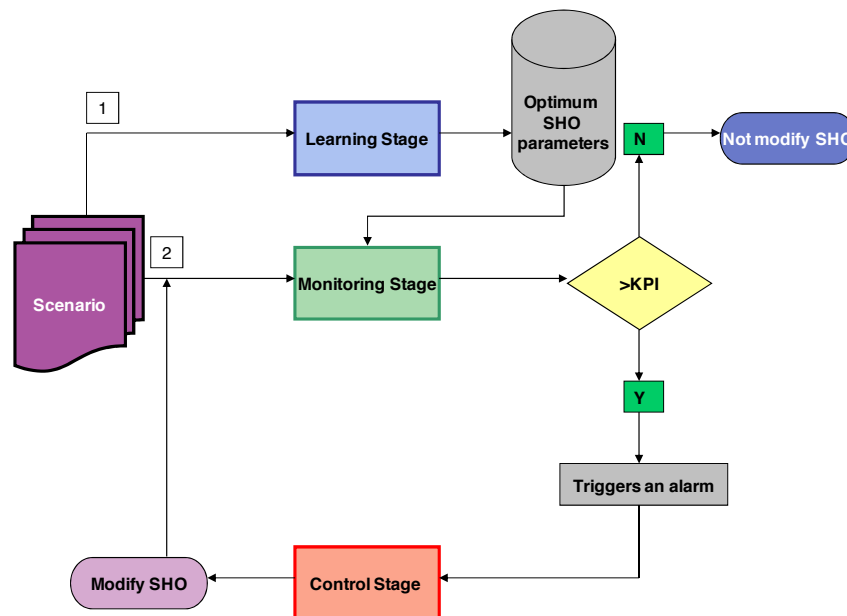 1
Learning Stage
Optimum
SHO
parameters
N
Not modify SHO
2
Scenario
Monitoring Stage
>KPI
Y
Triggers an alarm
Modify SHO
Control Stage